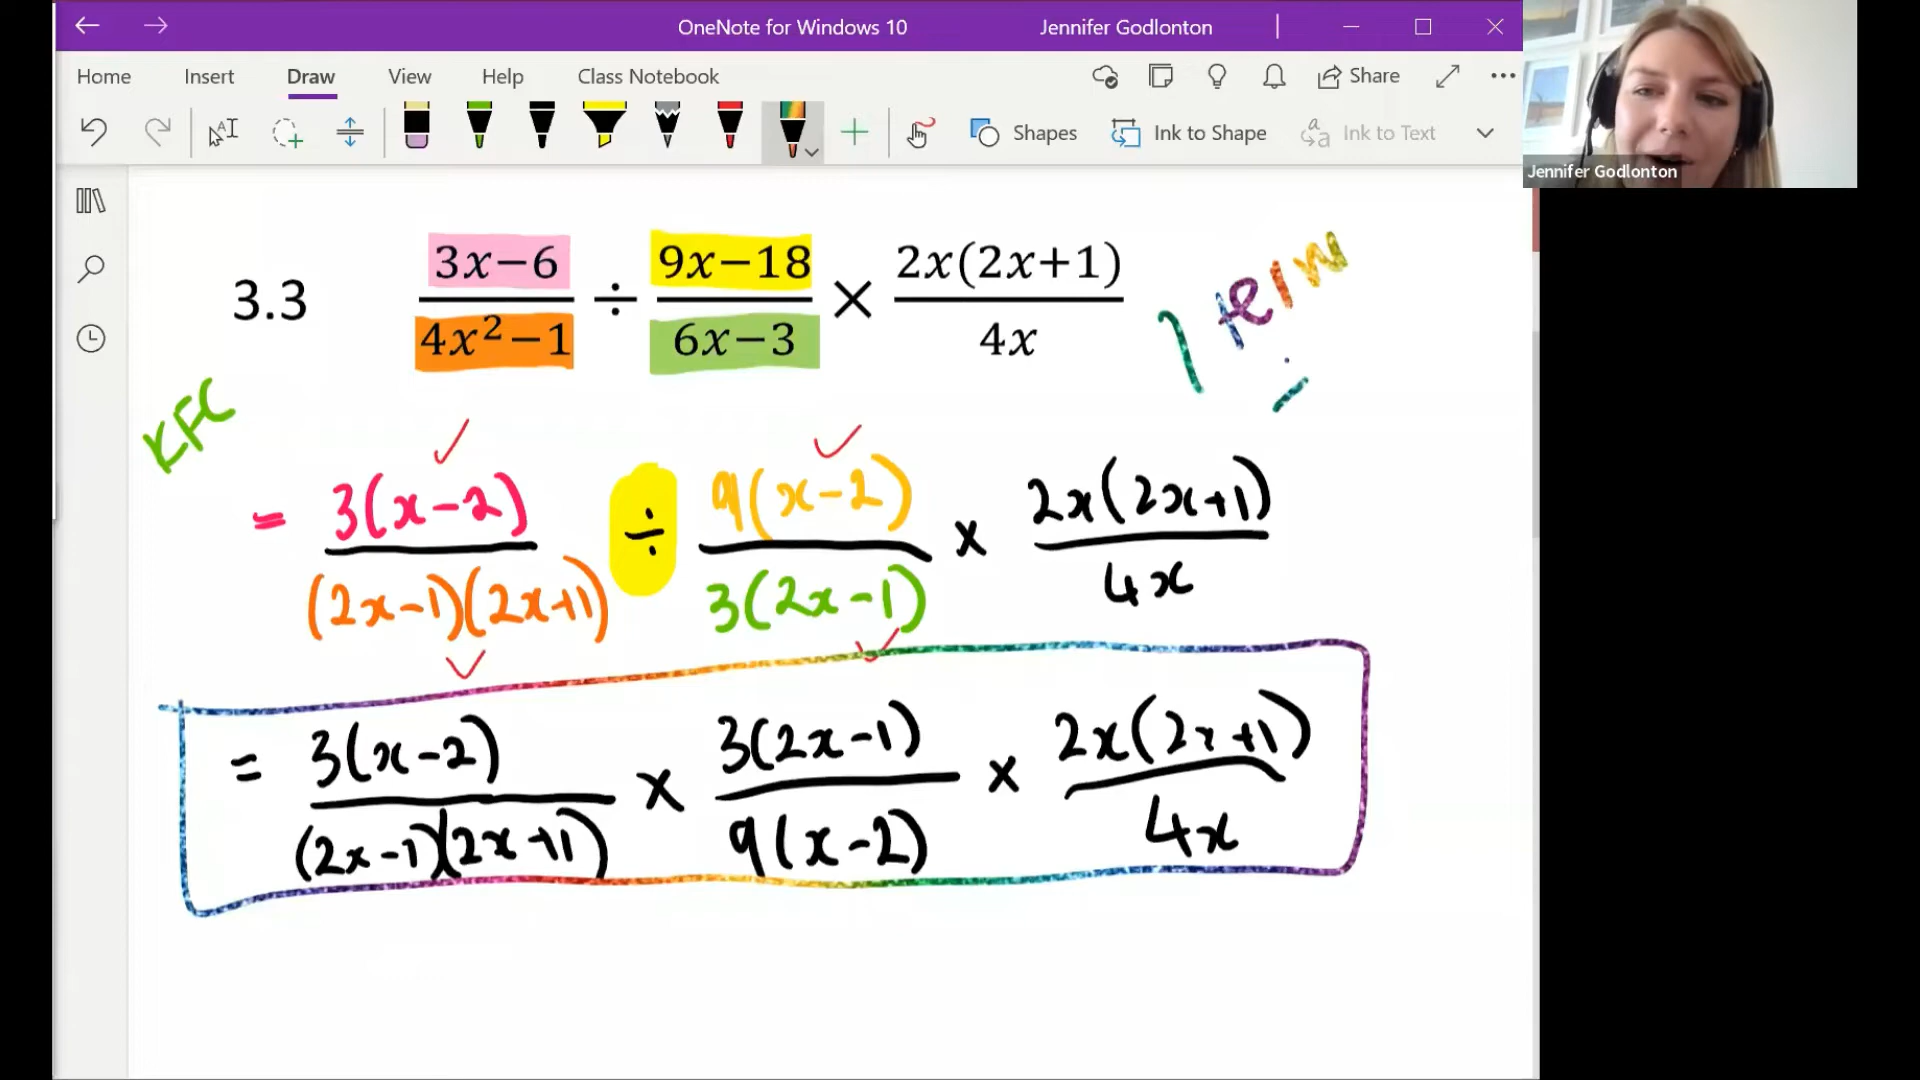 OneNote for Windows 10 Jennifer Godlonton
Home Insert Draw View Help Class Notebook Share
Shapes Ink to Shape Ink to Text
Jennifer Godlonton
3.3 (3x−6)/(4x²−1) ÷ (9x−18)/(6x−3) × 2x(2x+1)/4x
1 term
KFC
= 3(x−2)/(2x−1)(2x+1) ÷ 9(x−2)/3(2x−1) × 2x(2x+1)/4x
= 3(x−2)/(2x−1)(2x+1) × 3(2x−1)/9(x−2) × 2x(2x+1)/4x